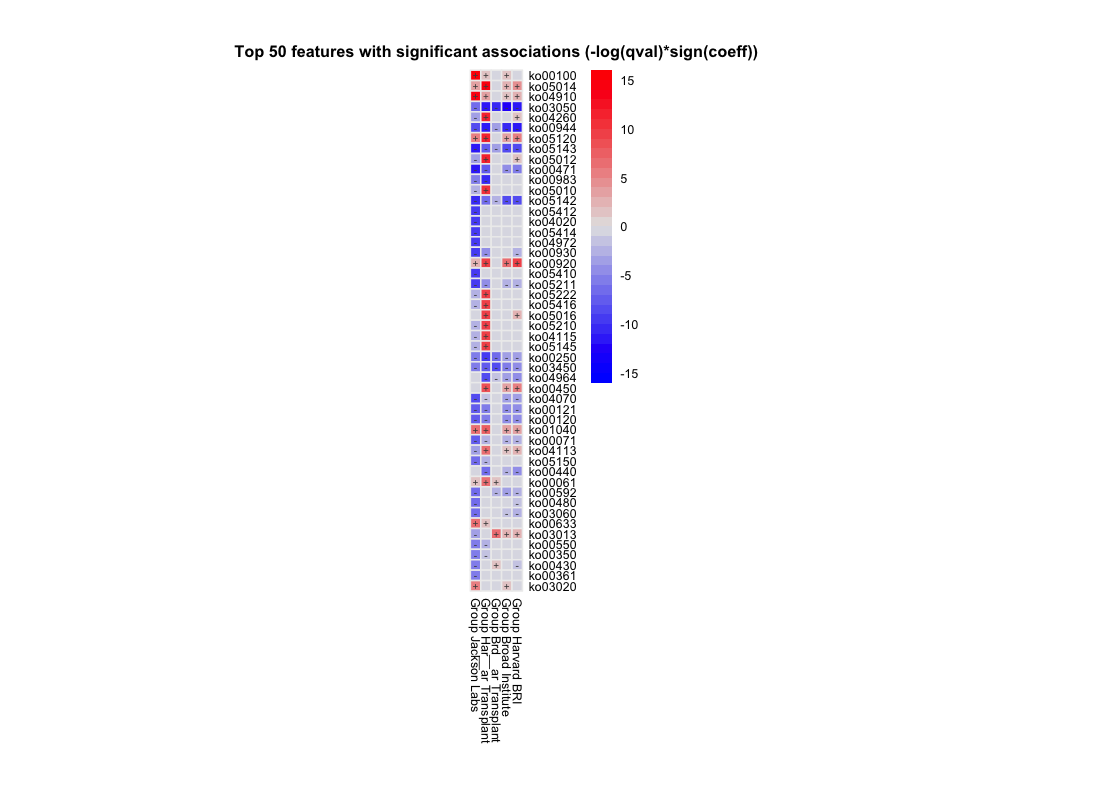 Top 50 features with significant associations (-log(qval)*sign(coeff))
ko00100
ko05014
ko04910
ko03050
ko04260
ko00944
ko05120
ko05143
ko05012
ko00471
ko00983
ko05010
ko05142
ko05412
ko04020
ko05414
ko04972
ko00930
ko00920
ko05410
ko05211
ko05222
ko05416
ko05016
ko05210
ko04115
ko05145
ko00250
ko03450
ko04964
ko00450
ko04070
ko00121
ko00120
ko01040
ko00071
ko04113
ko05150
ko00440
ko00061
ko00592
ko00480
ko03060
ko00633
ko03013
ko00550
ko00350
ko00430
ko00361
ko03020
15
10
5
0
-5
-10
-15
Group Jackson Labs
Group Har__ar Transplant
Group Brd__ar Transplant
Group Broad Institute
Group Harvard BRI